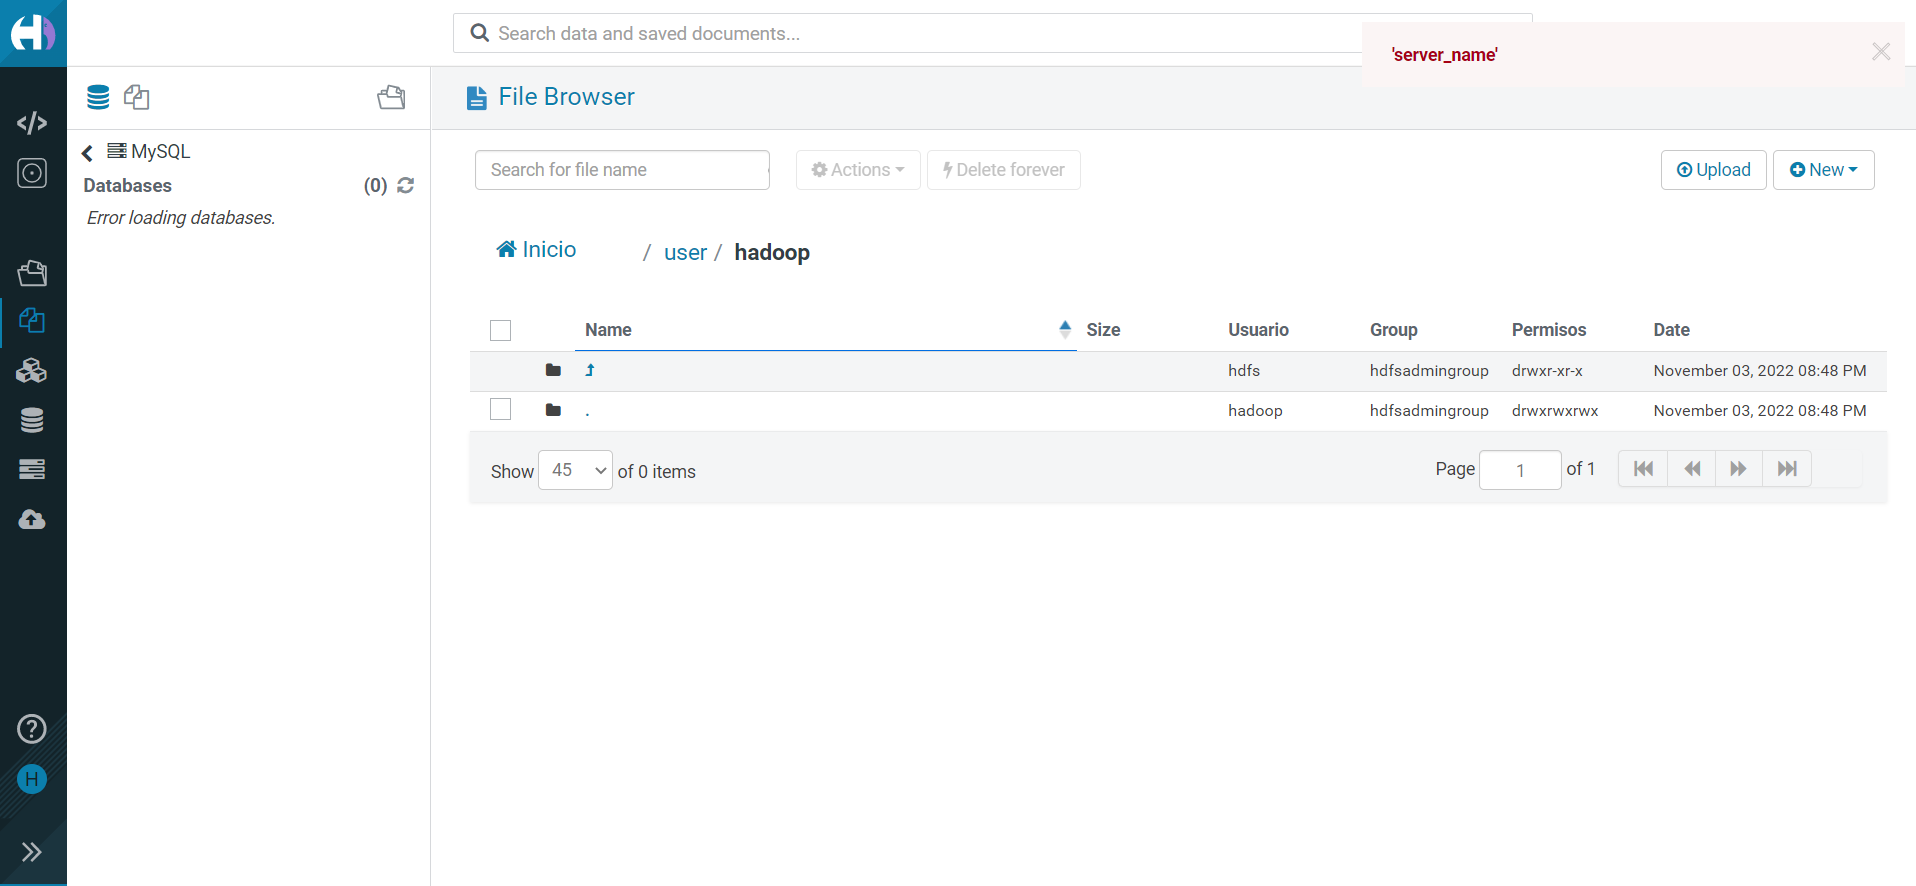 Search data and saved documents...
'server_name'
File Browser
MySQL
Databases (0)
Error loading databases.
Search for file name
Actions
Delete forever
Upload
New
Inicio / user / hadoop
Name Size Usuario Group Permisos Date
hdfs hdfsadmingroup drwxr-xr-x November 03, 2022 08:48 PM
. hadoop hdfsadmingroup drwxrwxrwx November 03, 2022 08:48 PM
Show 45 of 0 items
Page 1 of 1
H